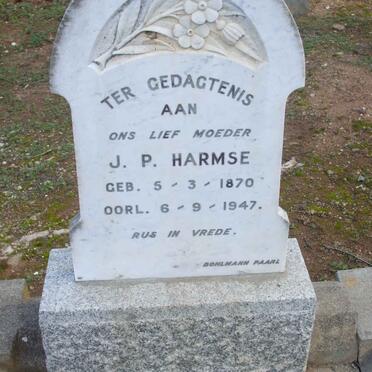 TER GEDAGTENIS
AAN
ONS LIEF MOEDER
J. P. HARMSE
GEB. 5-3-1870
OORL. 6-9-1947.
RUS IN VREDE.
BOHLMANN PAARL